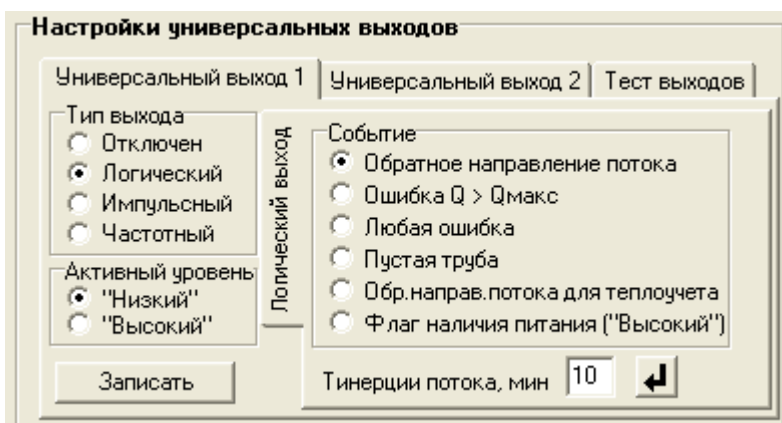 Настройки универсальных выходов
Универсальный выход 1
Универсальный выход 2
Тест выходов
Тип выхода
Отключен
Логический
Импульсный
Частотный
Активный уровень
"Низкий"
"Высокий"
Записать
Логический выход
Событие
Обратное направление потока
Ошибка Q > Qмакс
Любая ошибка
Пустая труба
Обр.направ.потока для теплоучета
Флаг наличия питания ("Высокий")
Тинерции потока, мин 10